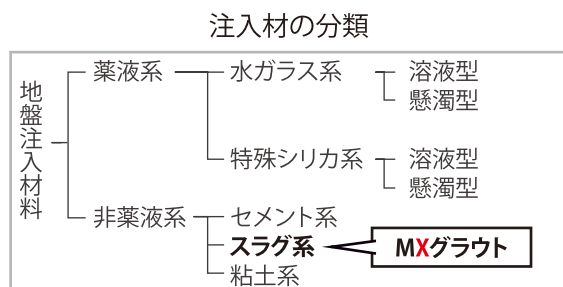 注入材の分類
地盤注入材料
薬液系
水ガラス系
溶液型
懸濁型
特殊シリカ系
溶液型
懸濁型
非薬液系
セメント系
スラグ系
MXグラウト
粘土系